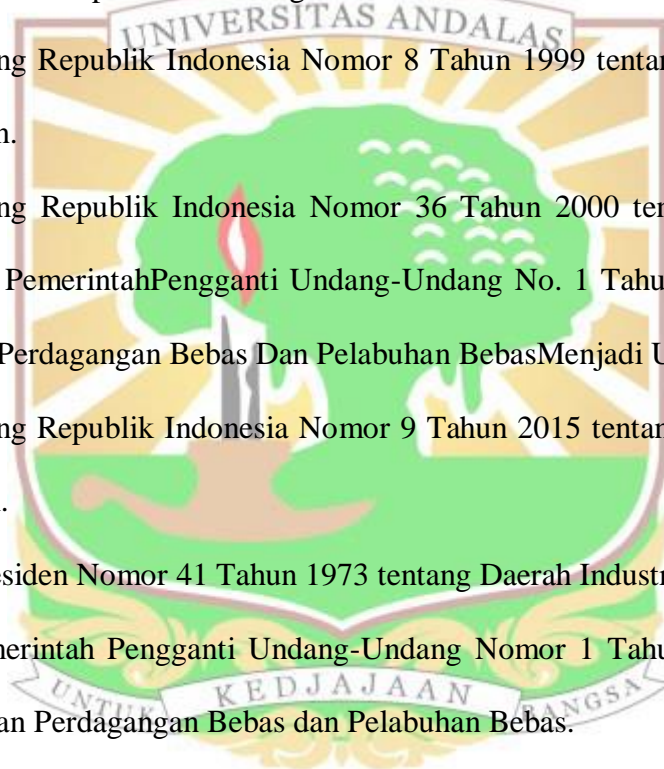 UNIVERSITAS ANDALAS
ng Republik Indonesia Nomor 8 Tahun 1999 tentan
n.
ng Republik Indonesia Nomor 36 Tahun 2000 ten
PemerintahPengganti Undang-Undang No. 1 Tahu
Perdagangan Bebas Dan Pelabuhan BebasMenjadi U
ng Republik Indonesia Nomor 9 Tahun 2015 tentan
esiden Nomor 41 Tahun 1973 tentang Daerah Industr
merintah Pengganti Undang-Undang Nomor 1 Tahu
UNTUK KEDJAJAAN BANGSA
an Perdagangan Bebas dan Pelabuhan Bebas.